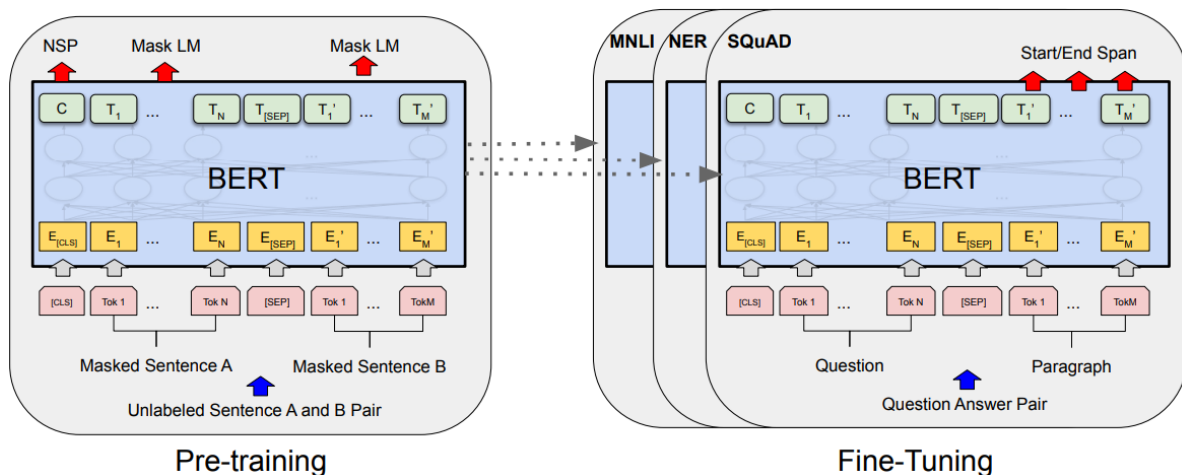 NSP Mask LM Mask LM
C T1 ... TN T[SEP] T1' ... TM'
...
BERT
...
E[CLS] E1 ... EN E[SEP] E1' ... EM'
[CLS] Tok 1 ... Tok N [SEP] Tok 1 ... TokM
Masked Sentence A Masked Sentence B
Unlabeled Sentence A and B Pair
Pre-training
MNLI NER SQuAD
Start/End Span
C T1 ... TN T[SEP] T1' ... TM'
...
BERT
...
E[CLS] E1 ... EN E[SEP] E1' ... EM'
[CLS] Tok 1 ... Tok N [SEP] Tok 1 ... TokM
Question Paragraph
Question Answer Pair
Fine-Tuning